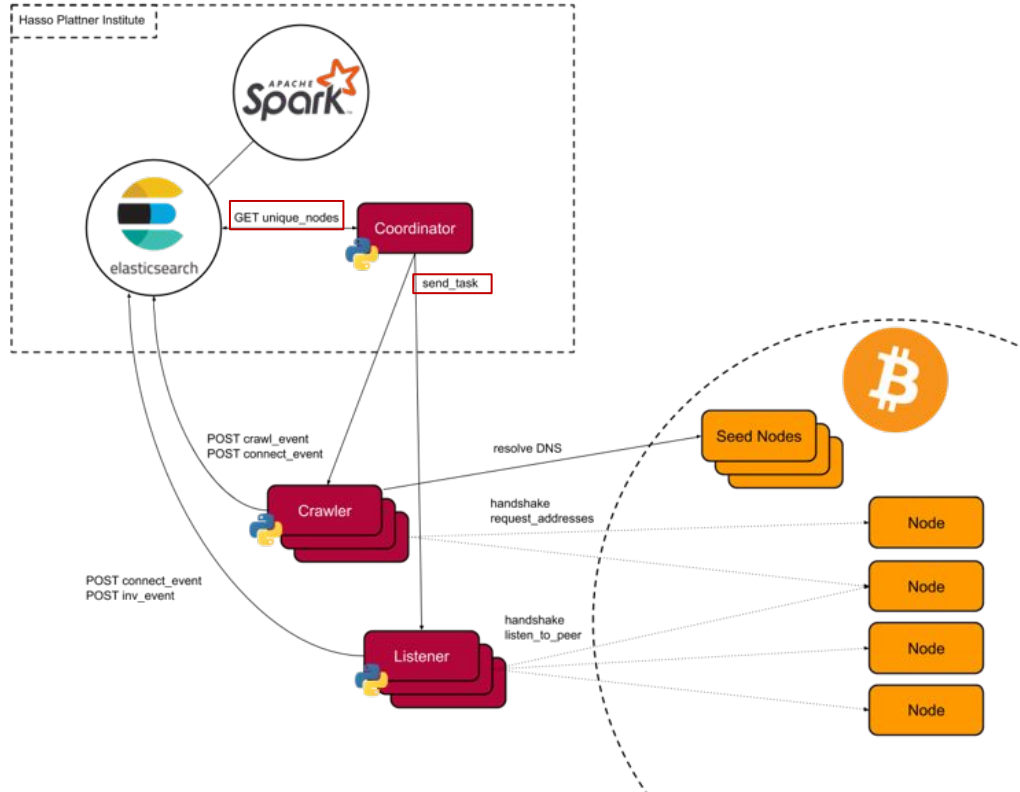 Hasso Plattner Institute
APACHE
Spark
TM
elasticsearch
GET unique_nodes
Coordinator
send_task
POST crawl_event
POST connect_event
resolve DNS
Seed Nodes
Crawler
handshake
request_addresses
Node
Node
POST connect_event
POST inv_event
handshake
listen_to_peer
Listener
Node
Node